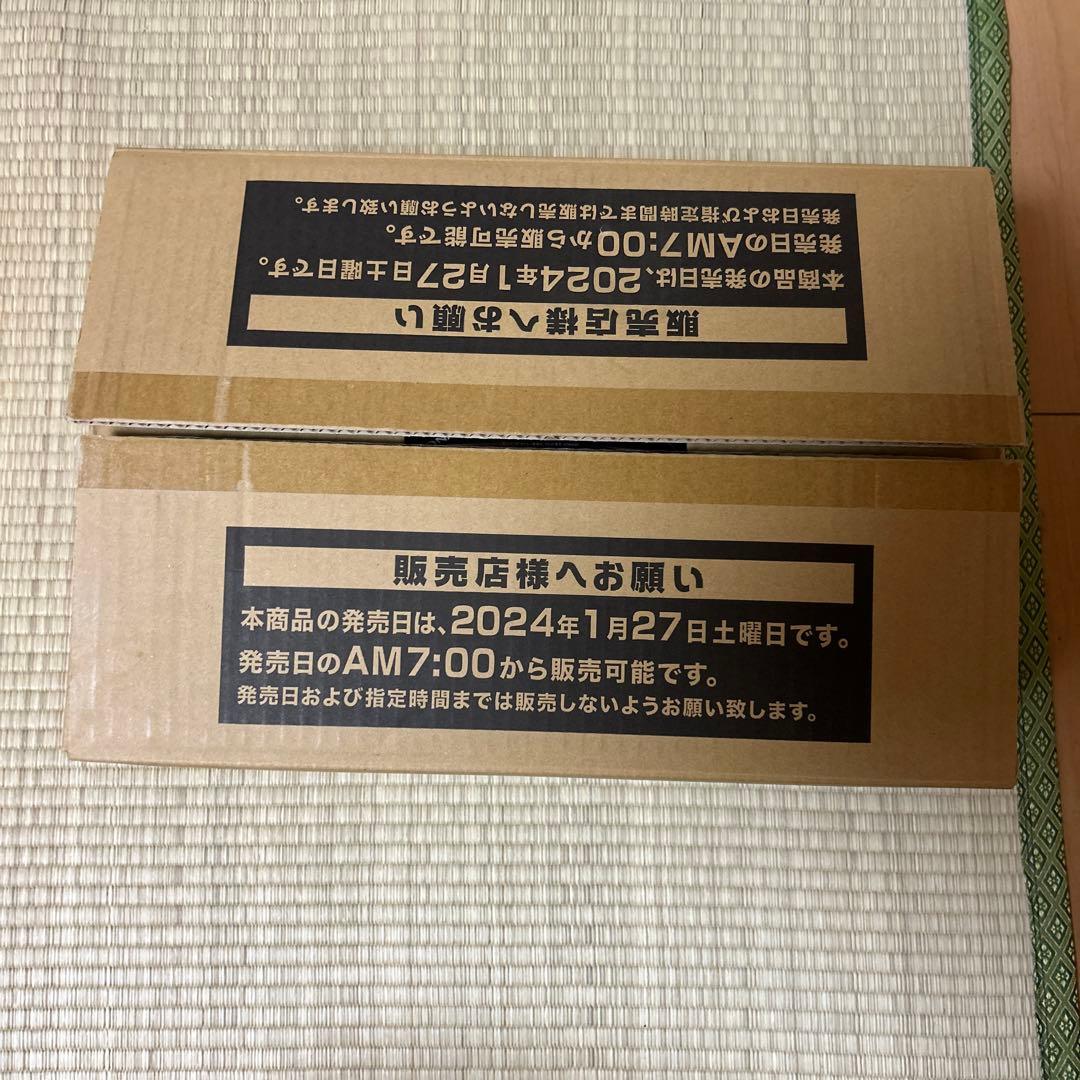 販売店様へお願い
本商品の発売日は、2024年1月27日土曜日です。
発売日のAM7:00から販売可能です。
発売日および指定時間までは販売しないようお願い致します。
販売店様へお願い
本商品の発売日は、2024年1月27日土曜日です。
発売日のAM7:00から販売可能です。
発売日および指定時間までは販売しないようお願い致します。